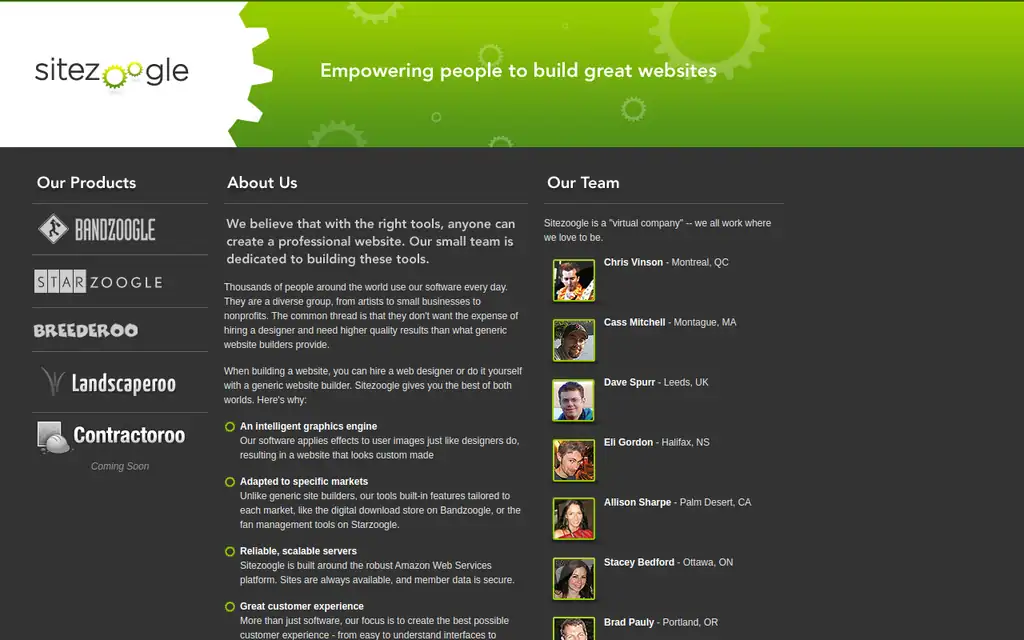 sitezoogle
Empowering people to build great websites
Our Products
BANDZOOGLE
STARZOOGLE
BREEDEROO
Landscaperoo
Contractoroo
Coming Soon
About Us
We believe that with the right tools, anyone can
create a professional website. Our small team is
dedicated to building these tools.
Thousands of people around the world use our software every day.
They are a diverse group, from artists to small businesses to
nonprofits. The common thread is that they don't want the expense of
hiring a designer and need higher quality results than what generic
website builders provide.
When building a website, you can hire a web designer or do it yourself
with a generic website builder. Sitezoogle gives you the best of both
worlds. Here's why:
An intelligent graphics engine
Our software applies effects to user images just like designers do,
resulting in a website that looks custom made
Adapted to specific markets
Unlike generic site builders, our tools built-in features tailored to
each market, like the digital download store on Bandzoogle, or the
fan management tools on Starzoogle.
Reliable, scalable servers
Sitezoogle is built around the robust Amazon Web Services
platform. Sites are always available, and member data is secure.
Great customer experience
More than just software, our focus is to create the best possible
customer experience - from easy to understand interfaces to
Our Team
Sitezoogle is a "virtual company" -- we all work where
we love to be.
Chris Vinson - Montreal, QC
Cass Mitchell - Montague, MA
Dave Spurr - Leeds, UK
Eli Gordon - Halifax, NS
Allison Sharpe - Palm Desert, CA
Stacey Bedford - Ottawa, ON
Brad Pauly - Portland, OR